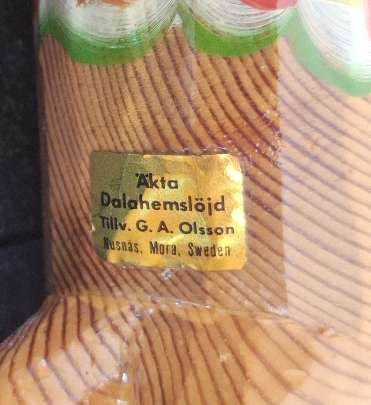 Äkta
Dalahemslöjd
Tillv. G. A. Olsson
Nusnäs, Mora, Sweden